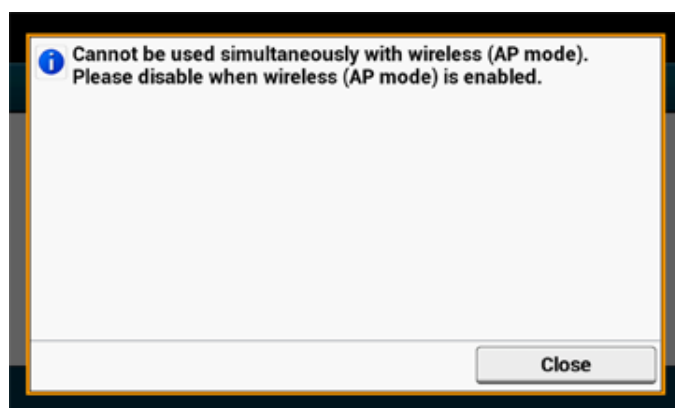 Cannot be used simultaneously with wireless (AP mode).
Please disable when wireless (AP mode) is enabled.
Close